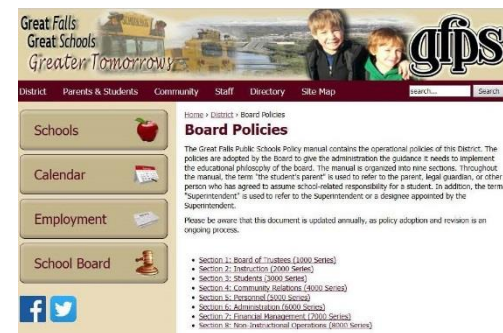 Great Falls
Great Schools
Greater Tomorrows
gfps
District Parents & Students Community Staff Directory Site Map search... Search
Schools
Calendar
Employment
School Board
Home › District › Board Policies
Board Policies
The Great Falls Public Schools Policy manual contains the operational policies of this District. The
policies are adopted by the Board to give the administration the guidance it needs to implement
the educational philosophy of the board. The manual is organized into nine sections. Throughout
the manual, the term "the student's parent" is used to refer to the parent, legal guardian, or other
person who has agreed to assume school-related responsibility for a student. In addition, the term
"Superintendent" is used to refer to the Superintendent or a designee appointed by the
Superintendent.
Please be aware that this document is updated annually, as policy adoption and revision is an
ongoing process.
• Section 1: Board of Trustees (1000 Series)
• Section 2: Instruction (2000 Series)
• Section 3: Students (3000 Series)
• Section 4: Community Relations (4000 Series)
• Section 5: Personnel (5000 Series)
• Section 6: Administration (6000 Series)
• Section 7: Financial Management (7000 Series)
• Section 8: Non-Instructional Operations (8000 Series)